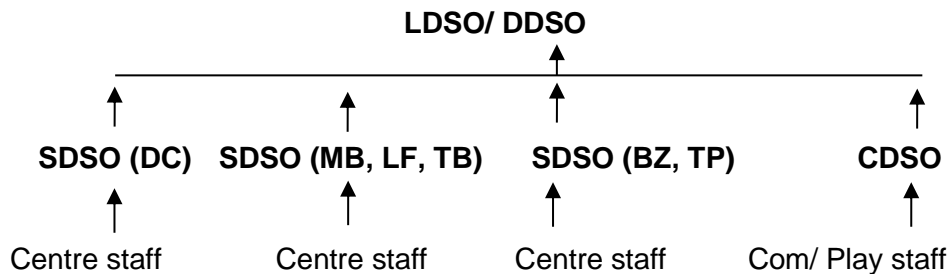 LDSO/ DDSO
SDSO (DC) SDSO (MB, LF, TB) SDSO (BZ, TP) CDSO
Centre staff Centre staff Centre staff Com/ Play staff